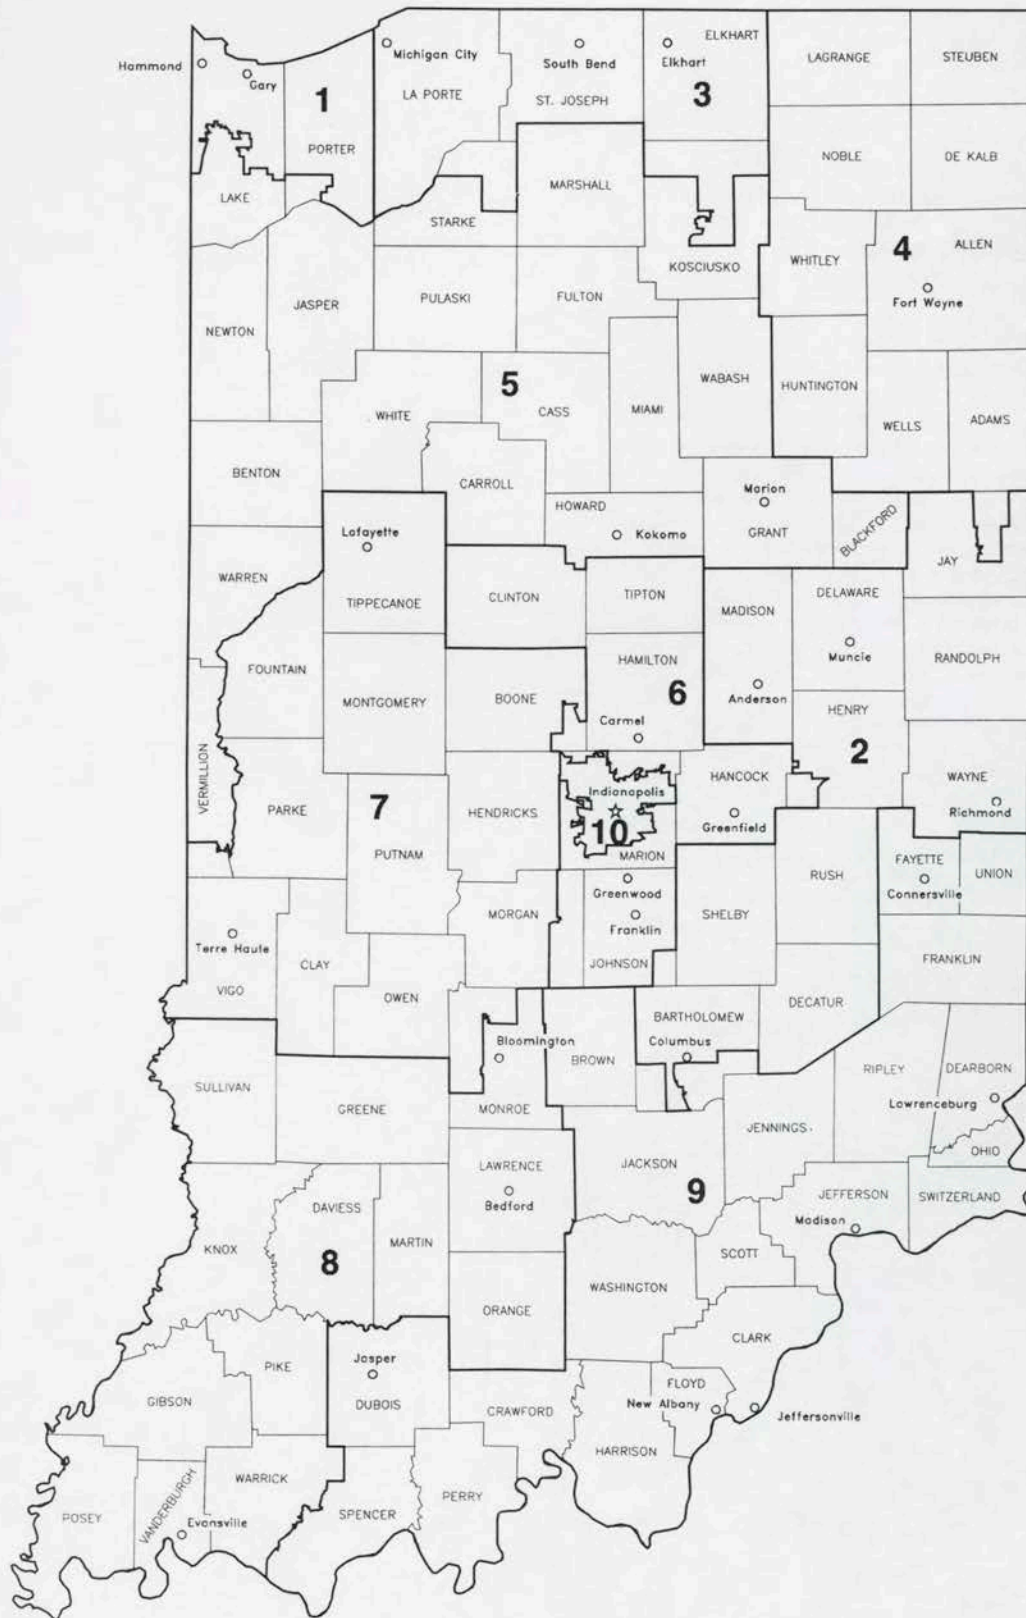 ELKHART
Hammond
Michigan City
South Bend
Elkhart
LAGRANGE
STEUBEN
Gary
1
LA PORTE
ST. JOSEPH
3
PORTER
NOBLE
DE KALB
LAKE
MARSHALL
STARKE
KOSCIUSKO
WHITLEY
4
ALLEN
Fort Wayne
NEWTON
JASPER
PULASKI
FULTON
WHITE
5
CASS
MIAMI
WABASH
HUNTINGTON
WELLS
ADAMS
BENTON
CARROLL
HOWARD
Kokomo
Marion
GRANT
BLACKFORD
JAY
Lafayette
TIPPECANOE
WARREN
CLINTON
TIPTON
MADISON
DELAWARE
Muncie
RANDOLPH
FOUNTAIN
MONTGOMERY
BOONE
HAMILTON
6
Carmel
Anderson
HENRY
2
VERMILLION
PARKE
7
PUTNAM
HENDRICKS
Indianapolis
10
MARION
HANCOCK
Greenfield
WAYNE
Richmond
Greenwood
Franklin
JOHNSON
MORGAN
SHELBY
RUSH
FAYETTE
Connersville
UNION
Terre Haute
VIGO
CLAY
OWEN
FRANKLIN
DECATUR
BARTHOLOMEW
Columbus
Bloomington
BROWN
SULLIVAN
GREENE
MONROE
RIPLEY
DEARBORN
Lowrenceburg
JENNINGS
OHIO
LAWRENCE
Bedford
JACKSON
9
JEFFERSON
Madison
SWITZERLAND
KNOX
DAVIESS
8
MARTIN
ORANGE
WASHINGTON
SCOTT
CLARK
GIBSON
PIKE
Jasper
DUBOIS
CRAWFORD
FLOYD
New Albany
Jeffersonville
HARRISON
POSEY
VANDERBURGH
Evansville
WARRICK
SPENCER
PERRY